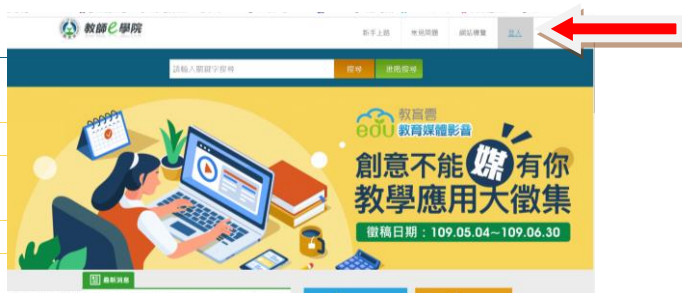 教師e學院
新手上路 常見問題 網站導覽 登入
請輸入關鍵字搜尋 搜尋 進階搜尋
教育雲
edu 教育媒體影音
創意不能媒有你
教學應用大徵集
徵稿日期：109.05.04~109.06.30
最新消息